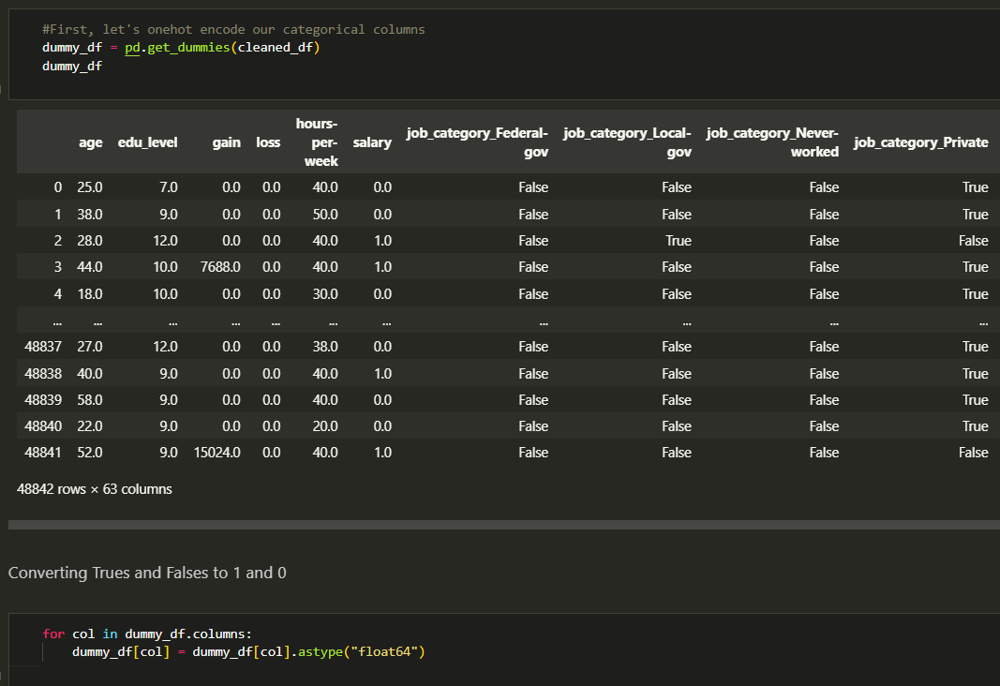 #First, let's onehot encode our categorical columns
dummy_df = pd.get_dummies(cleaned_df)
dummy_df
age edu_level gain loss hours-per-week salary job_category_Federal-gov job_category_Local-gov job_category_Never-worked job_category_Private
0 25.0 7.0 0.0 0.0 40.0 0.0 False False False True
1 38.0 9.0 0.0 0.0 50.0 0.0 False False False True
2 28.0 12.0 0.0 0.0 40.0 1.0 False True False False
3 44.0 10.0 7688.0 0.0 40.0 1.0 False False False True
4 18.0 10.0 0.0 0.0 30.0 0.0 False False False True
... ... ... ... ... ... ... ... ... ... ...
48837 27.0 12.0 0.0 0.0 38.0 0.0 False False False True
48838 40.0 9.0 0.0 0.0 40.0 1.0 False False False True
48839 58.0 9.0 0.0 0.0 40.0 0.0 False False False True
48840 22.0 9.0 0.0 0.0 20.0 0.0 False False False True
48841 52.0 9.0 15024.0 0.0 40.0 1.0 False False False False
48842 rows × 63 columns
Converting Trues and Falses to 1 and 0
for col in dummy_df.columns:
    dummy_df[col] = dummy_df[col].astype("float64")